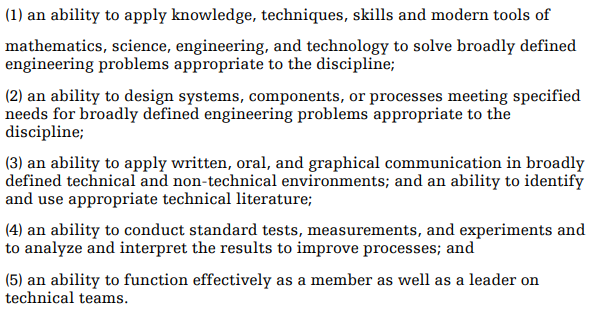 (1) an ability to apply knowledge, techniques, skills and modern tools of
mathematics, science, engineering, and technology to solve broadly defined
engineering problems appropriate to the discipline;
(2) an ability to design systems, components, or processes meeting specified
needs for broadly defined engineering problems appropriate to the
discipline;
(3) an ability to apply written, oral, and graphical communication in broadly
defined technical and non-technical environments; and an ability to identify
and use appropriate technical literature;
(4) an ability to conduct standard tests, measurements, and experiments and
to analyze and interpret the results to improve processes; and
(5) an ability to function effectively as a member as well as a leader on
technical teams.